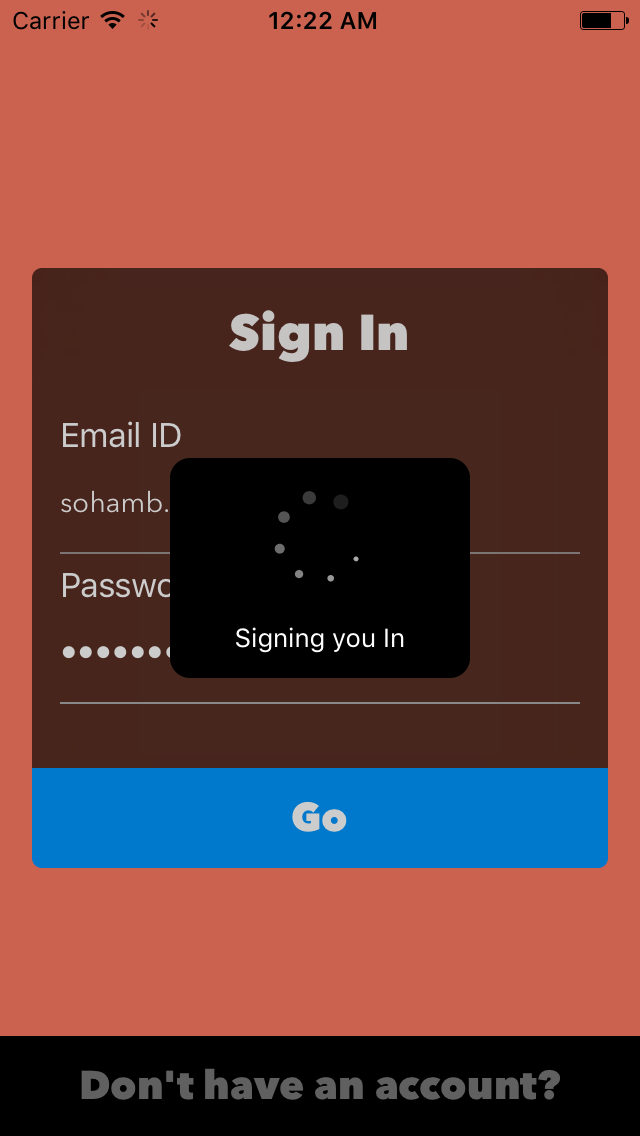 Carrier 12:22 AM
Sign In
Email ID
sohamb.
Passwo
Signing you In
Go
Don't have an account?